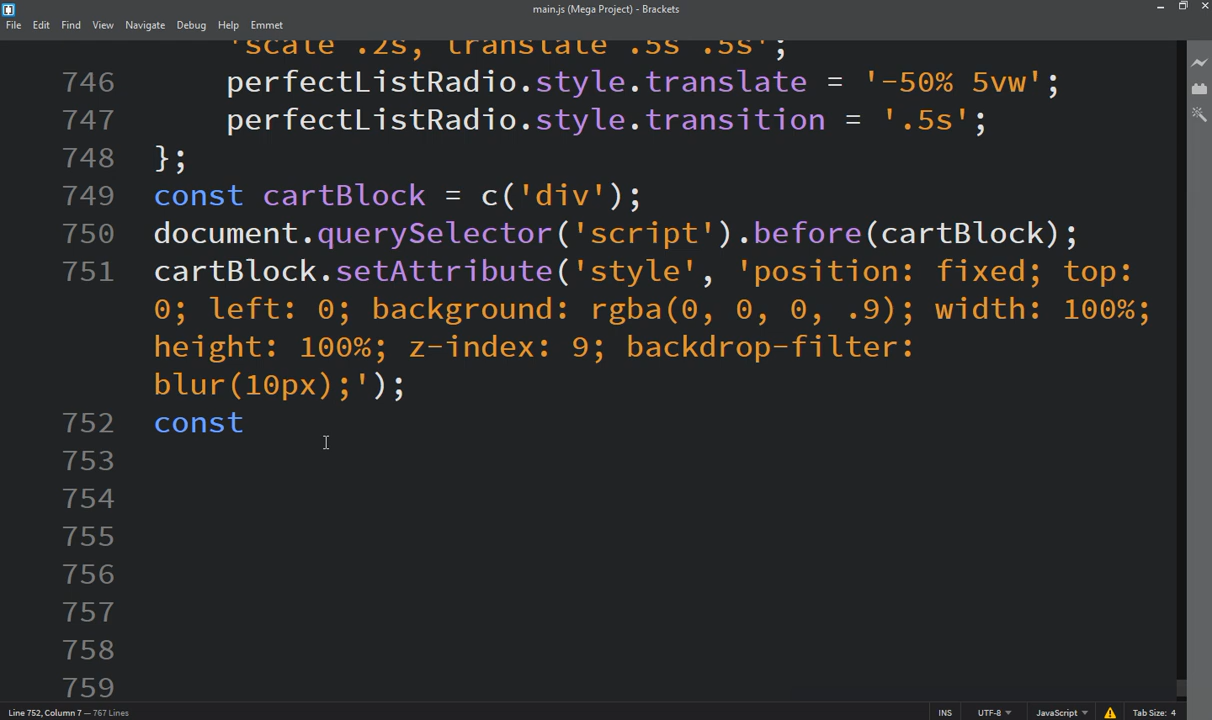 main.js (Mega Project) - Brackets
File Edit Find View Navigate Debug Help Emmet
'scale .2s, translate .5s .5s';
746 perfectListRadio.style.translate = '-50% 5vw';
747 perfectListRadio.style.transition = '.5s';
748 };
749 const cartBlock = c('div');
750 document.querySelector('script').before(cartBlock);
751 cartBlock.setAttribute('style', 'position: fixed; top:
0; left: 0; background: rgba(0, 0, 0, .9); width: 100%;
height: 100%; z-index: 9; backdrop-filter:
blur(10px);');
752 const
753
754
755
756
757
758
759
Line 752, Column 7 — 767 Lines INS UTF-8 JavaScript Tab Size: 4